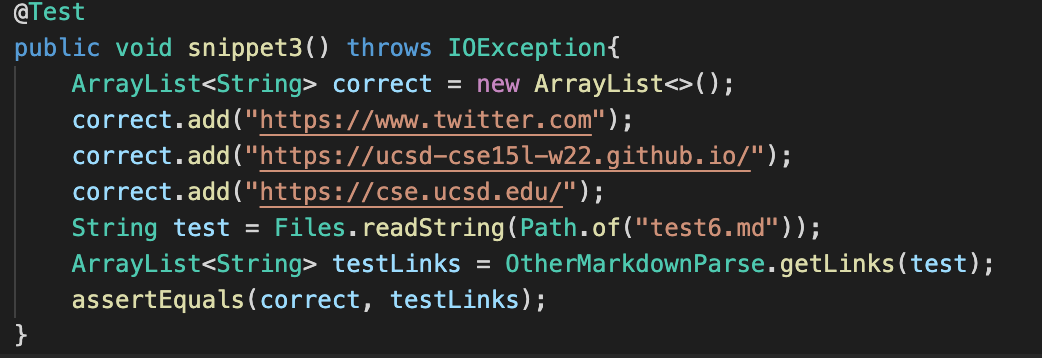 @Test
public void snippet3() throws IOException{
    ArrayList<String> correct = new ArrayList<>();
    correct.add("https://www.twitter.com");
    correct.add("https://ucsd-cse15l-w22.github.io/");
    correct.add("https://cse.ucsd.edu/");
    String test = Files.readString(Path.of("test6.md"));
    ArrayList<String> testLinks = OtherMarkdownParse.getLinks(test);
    assertEquals(correct, testLinks);
}